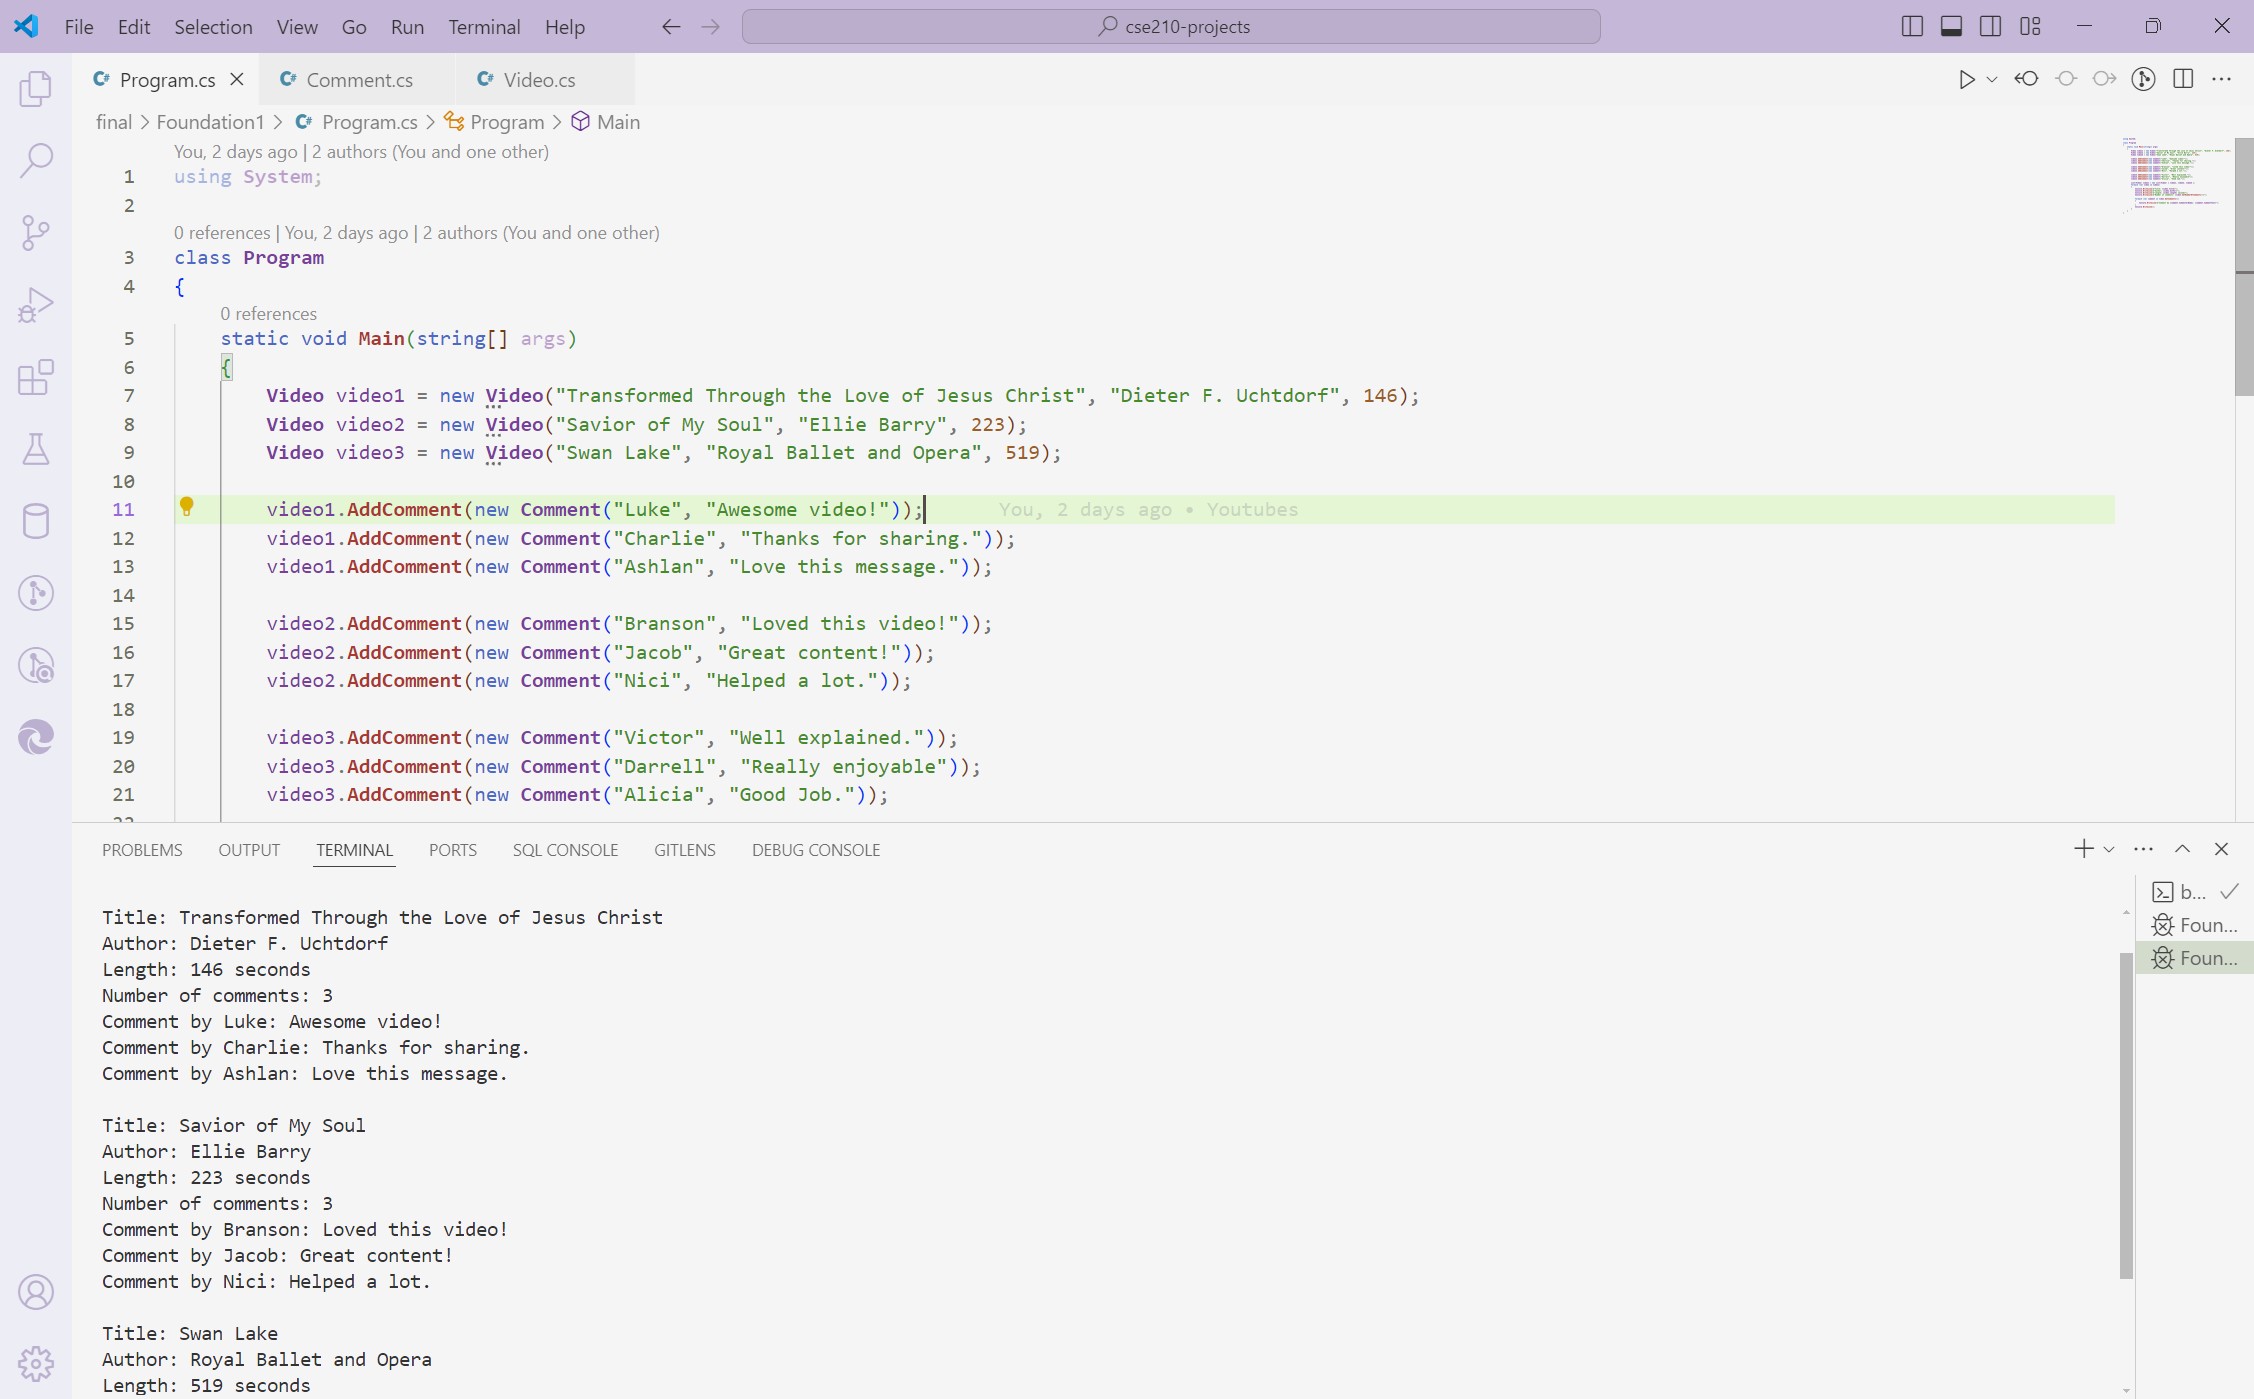 File Edit Selection View Go Run Terminal Help cse210-projects
Program.cs Comment.cs Video.cs
final > Foundation1 > Program.cs > Program > Main
You, 2 days ago | 2 authors (You and one other)
1 using System;
2
0 references | You, 2 days ago | 2 authors (You and one other)
3 class Program
4 {
0 references
5 static void Main(string[] args)
6 {
7 Video video1 = new Video("Transformed Through the Love of Jesus Christ", "Dieter F. Uchtdorf", 146);
8 Video video2 = new Video("Savior of My Soul", "Ellie Barry", 223);
9 Video video3 = new Video("Swan Lake", "Royal Ballet and Opera", 519);
10
11 video1.AddComment(new Comment("Luke", "Awesome video!")); You, 2 days ago • Youtubes
12 video1.AddComment(new Comment("Charlie", "Thanks for sharing."));
13 video1.AddComment(new Comment("Ashlan", "Love this message."));
14
15 video2.AddComment(new Comment("Branson", "Loved this video!"));
16 video2.AddComment(new Comment("Jacob", "Great content!"));
17 video2.AddComment(new Comment("Nici", "Helped a lot."));
18
19 video3.AddComment(new Comment("Victor", "Well explained."));
20 video3.AddComment(new Comment("Darrell", "Really enjoyable"));
21 video3.AddComment(new Comment("Alicia", "Good Job."));
PROBLEMS OUTPUT TERMINAL PORTS SQL CONSOLE GITLENS DEBUG CONSOLE
b...
Foun...
Foun...
Title: Transformed Through the Love of Jesus Christ
Author: Dieter F. Uchtdorf
Length: 146 seconds
Number of comments: 3
Comment by Luke: Awesome video!
Comment by Charlie: Thanks for sharing.
Comment by Ashlan: Love this message.
Title: Savior of My Soul
Author: Ellie Barry
Length: 223 seconds
Number of comments: 3
Comment by Branson: Loved this video!
Comment by Jacob: Great content!
Comment by Nici: Helped a lot.
Title: Swan Lake
Author: Royal Ballet and Opera
Length: 519 seconds